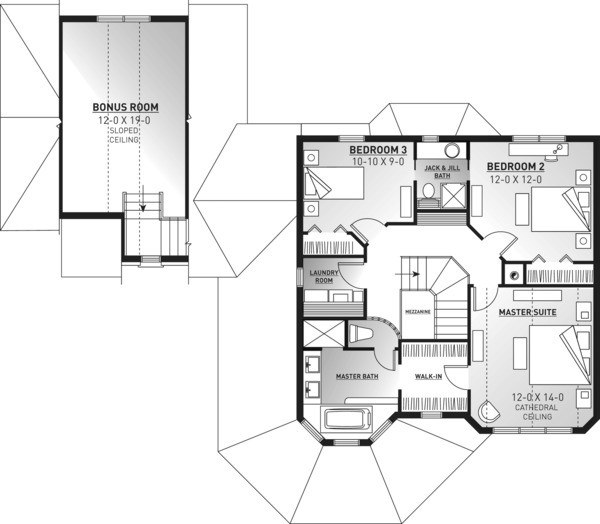 BONUS ROOM
12-0 X 19-0
SLOPED
CEILING
BEDROOM 3
10-10 X 9-0
JACK & JILL
BATH
BEDROOM 2
12-0 X 12-0
LAUNDRY
ROOM
MEZZANINE
MASTER SUITE
MASTER BATH
WALK-IN
12-0 X 14-0
CATHEDRAL
CEILING